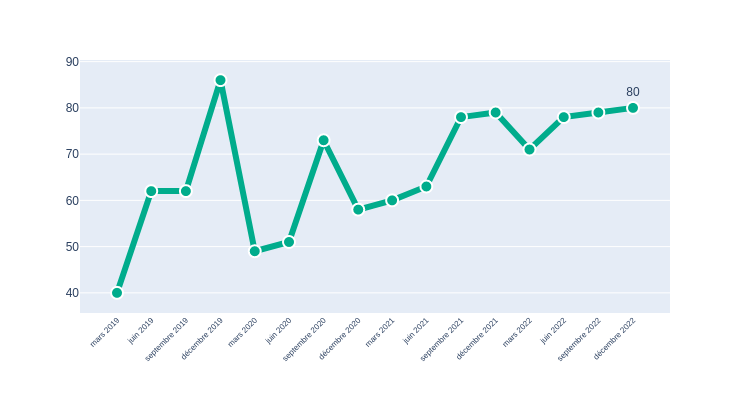 90
80
70
60
50
40
80
mars 2019
juin 2019
septembre 2019
décembre 2019
mars 2020
juin 2020
septembre 2020
décembre 2020
mars 2021
juin 2021
septembre 2021
décembre 2021
mars 2022
juin 2022
septembre 2022
décembre 2022